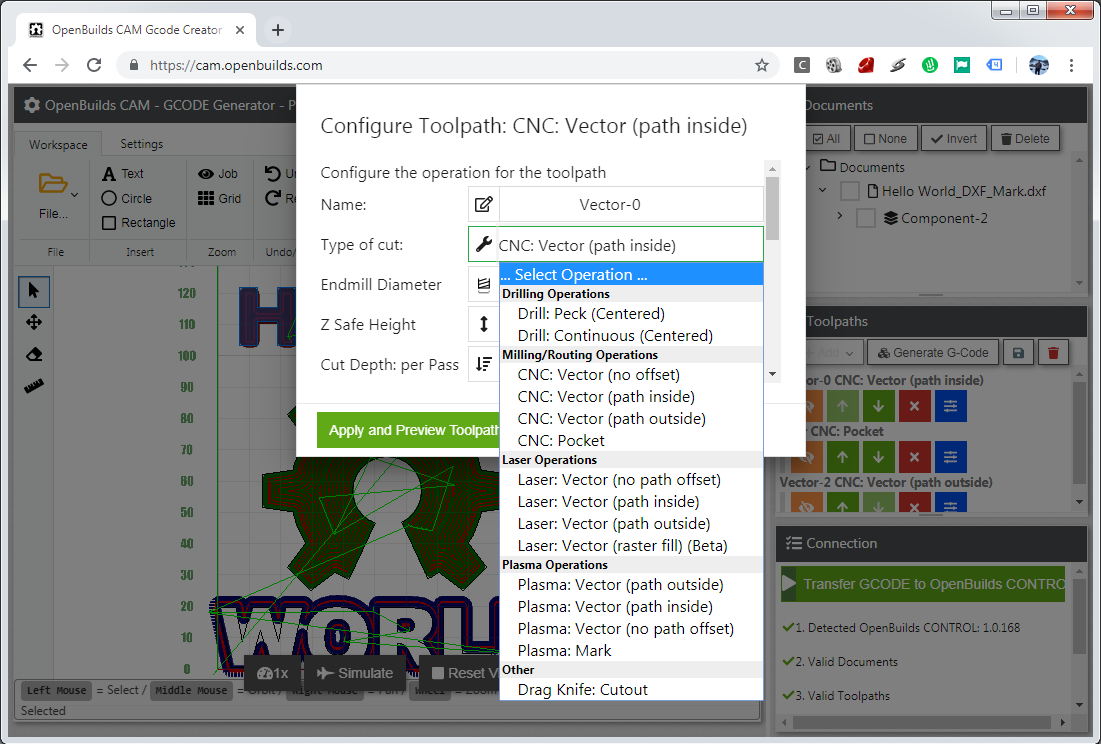 OpenBuilds CAM Gcode Creator
https://cam.openbuilds.com
OpenBuilds CAM - GCODE Generator - P
Workspace
Settings
File...
Text
Circle
Rectangle
Job
Grid
Un
Re
File
Insert
Zoom
Undo/
120
110
100
90
80
70
60
50
40
30
20
10
0
H
WORL
1x
Simulate
Reset Vi
Left Mouse = Select / Middle Mouse = Orbit / Right Mouse = Pan / Wheel = Zoom
Selected
Configure Toolpath: CNC: Vector (path inside)
Configure the operation for the toolpath
Name:
Vector-0
Type of cut:
CNC: Vector (path inside)
Endmill Diameter
Z Safe Height
Cut Depth: per Pass
Apply and Preview Toolpath
... Select Operation ...
Drilling Operations
Drill: Peck (Centered)
Drill: Continuous (Centered)
Milling/Routing Operations
CNC: Vector (no offset)
CNC: Vector (path inside)
CNC: Vector (path outside)
CNC: Pocket
Laser Operations
Laser: Vector (no path offset)
Laser: Vector (path inside)
Laser: Vector (path outside)
Laser: Vector (raster fill) (Beta)
Plasma Operations
Plasma: Vector (path outside)
Plasma: Vector (path inside)
Plasma: Vector (no path offset)
Plasma: Mark
Other
Drag Knife: Cutout
Documents
All
None
Invert
Delete
Documents
Hello World_DXF_Mark.dxf
Component-2
Toolpaths
Add
Generate G-Code
ector-0 CNC: Vector (path inside)
CNC: Pocket
Vector-2 CNC: Vector (path outside)
Connection
Transfer GCODE to OpenBuilds CONTRO
1. Detected OpenBuilds CONTROL: 1.0.168
2. Valid Documents
3. Valid Toolpaths